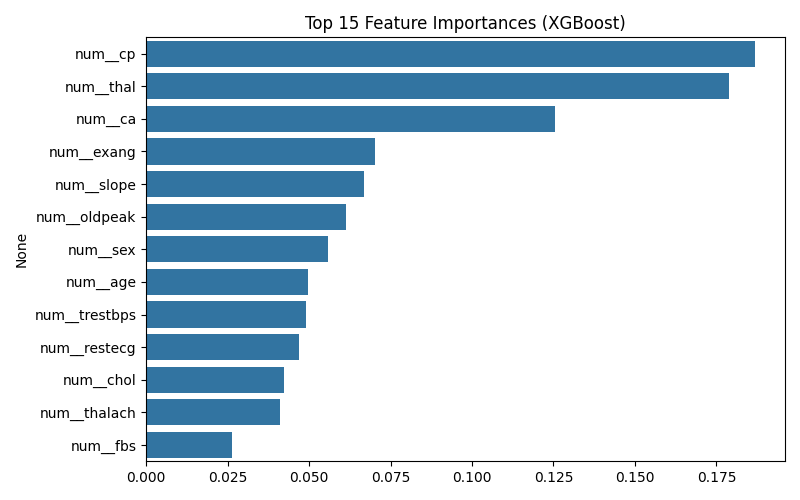 Top 15 Feature Importances (XGBoost)
None
num__cp
num__thal
num__ca
num__exang
num__slope
num__oldpeak
num__sex
num__age
num__trestbps
num__restecg
num__chol
num__thalach
num__fbs
0.000 0.025 0.050 0.075 0.100 0.125 0.150 0.175